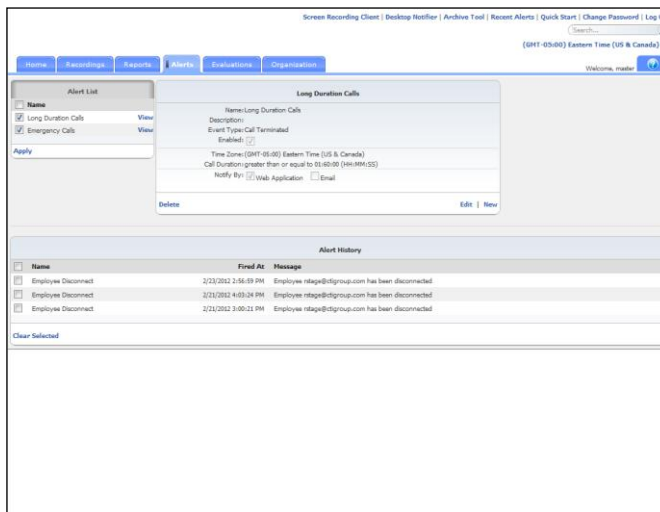 Screen Recording Client | Desktop Notifier | Archive Tool | Recent Alerts | Quick Start | Change Password | Log
Search...
(GMT-05:00) Eastern Time (US & Canada)
Home Recordings Reports Alerts Evaluations Organization
Welcome, master
Alert List
Name
Long Duration Calls View
Emergency Calls View
Apply
Long Duration Calls
Name: Long Duration Calls
Description:
Event Type: Call Terminated
Enabled:
Time Zone: (GMT-05:00) Eastern Time (US & Canada)
Call Duration: greater than or equal to 01:60:00 (HH:MM:SS)
Notify By: Web Application Email
Delete Edit | New
Alert History
Name Fired At Message
Employee Disconnect 2/23/2012 2:56:59 PM Employee rstage@ctigroup.com has been disconnected
Employee Disconnect 2/21/2012 4:03:24 PM Employee rstage@ctigroup.com has been disconnected
Employee Disconnect 2/21/2012 3:00:21 PM Employee rstage@ctigroup.com has been disconnected
Clear Selected